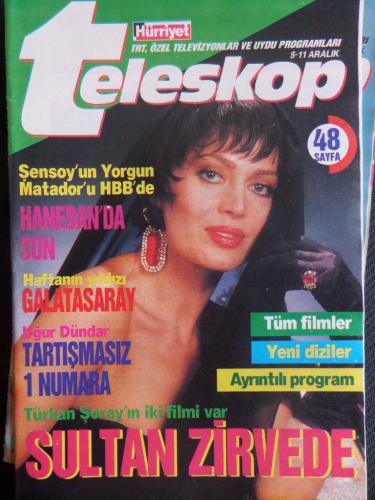 Hürriyet
TRT, ÖZEL TELEVİZYONLAR VE UYDU PROGRAMLARI
5-11 ARALIK
teleskop
48
SAYFA
Şensoy'un Yorgun
Matador'u HBB'de
HANEDAN'DA
SON
Haftanın yıldızı
GALATASARAY
Uğur Dündar
TARTIŞMASIZ
1 NUMARA
Tüm filmler
Yeni diziler
Ayrıntılı program
Türkan Şoray'ın iki filmi var
SULTAN ZİRVEDE